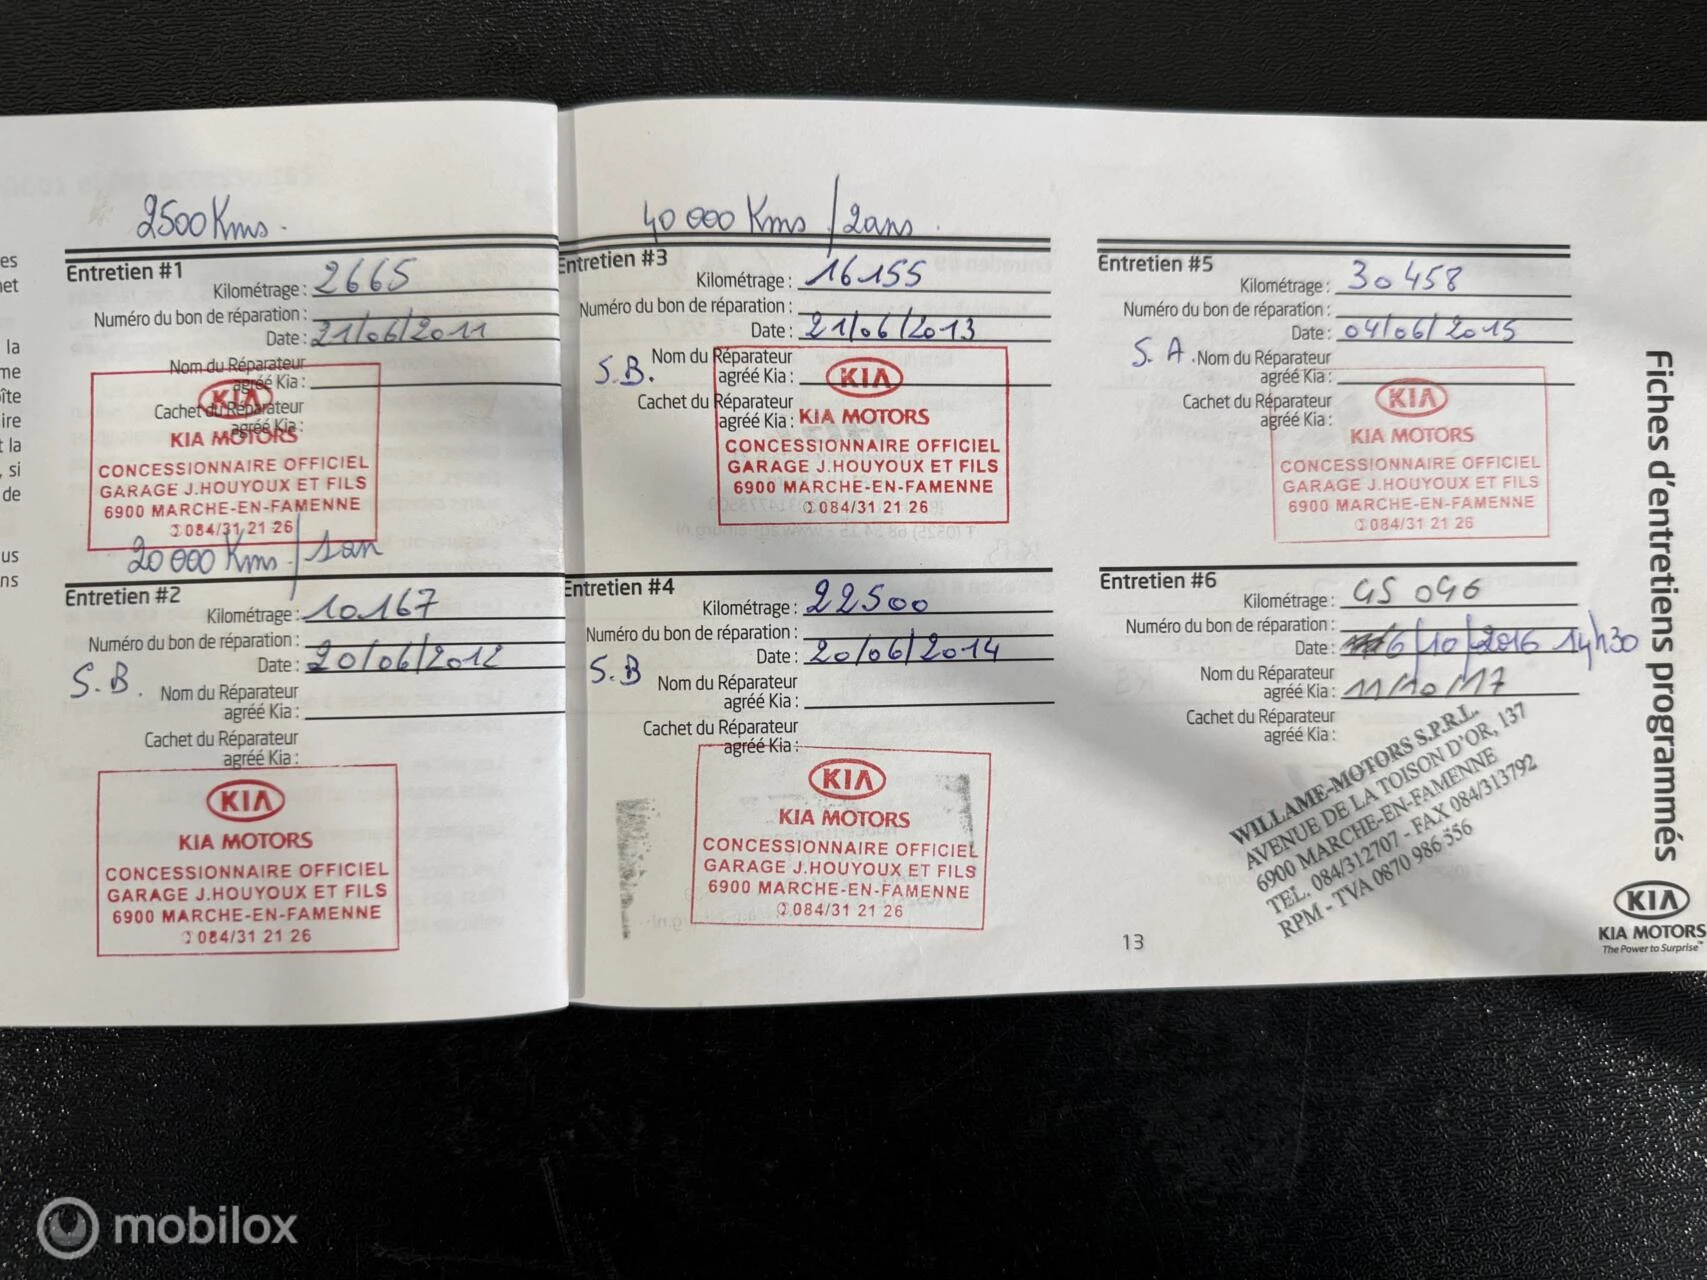 2500 Kms.
Entretien #1
Kilométrage : 2665
Numéro du bon de réparation :
Date : 21/06/2011
Nom du Réparateur
agréé Kia :
Cachet du Réparateur
agréé Kia :
KIA
KIA MOTORS
CONCESSIONNAIRE OFFICIEL
GARAGE J.HOUYOUX ET FILS
6900 MARCHE-EN-FAMENNE
084/31 21 26
20 000 Kms / 1 an
Entretien #2
Kilométrage : 10.167
Numéro du bon de réparation :
Date : 20/06/2012
S.B.
Nom du Réparateur
agréé Kia :
Cachet du Réparateur
agréé Kia :
KIA
KIA MOTORS
CONCESSIONNAIRE OFFICIEL
GARAGE J.HOUYOUX ET FILS
6900 MARCHE-EN-FAMENNE
084/31 21 26
40 000 Kms / 2ans
Entretien #3
Kilométrage : 16155
Numéro du bon de réparation :
Date : 21/06/2013
S.B.
Nom du Réparateur
agréé Kia :
Cachet du Réparateur
agréé Kia :
KIA
KIA MOTORS
CONCESSIONNAIRE OFFICIEL
GARAGE J.HOUYOUX ET FILS
6900 MARCHE-EN-FAMENNE
084/31 21 26
Entretien #4
Kilométrage : 22500
Numéro du bon de réparation :
Date : 20/06/2014
S.B
Nom du Réparateur
agréé Kia :
Cachet du Réparateur
agréé Kia :
KIA
KIA MOTORS
CONCESSIONNAIRE OFFICIEL
GARAGE J.HOUYOUX ET FILS
6900 MARCHE-EN-FAMENNE
084/31 21 26
Entretien #5
Kilométrage : 30458
Numéro du bon de réparation :
Date : 04/06/2015
S.A.
Nom du Réparateur
agréé Kia :
Cachet du Réparateur
agréé Kia :
KIA
KIA MOTORS
CONCESSIONNAIRE OFFICIEL
GARAGE J.HOUYOUX ET FILS
6900 MARCHE-EN-FAMENNE
084/31 21 26
Entretien #6
Kilométrage :
Numéro du bon de réparation :
Date : 6/10/2016 14h30
Nom du Réparateur
agréé Kia : 11/10/17
Cachet du Réparateur
agréé Kia :
WILLAME-MOTORS S.P.R.L.
AVENUE DE LA TOISON D'OR, 137
6900 MARCHE-EN-FAMENNE
TEL. 084/312707 - FAX 084/313792
RPM - TVA 0870 986 556
13
Fiches d'entretiens programmés
KIA
KIA MOTORS
The Power to Surprise™
mobilox